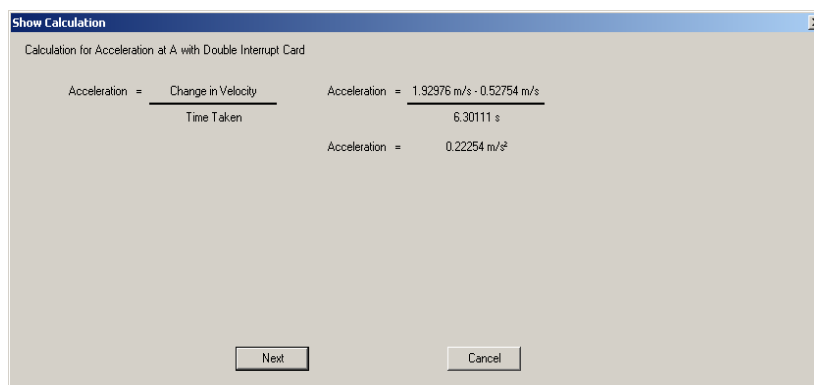 Show Calculation
Calculation for Acceleration at A with Double Interrupt Card
Acceleration = Change in Velocity Acceleration = 1.92976 m/s - 0.52754 m/s
Time Taken 6.30111 s
Acceleration = 0.22254 m/s²
Next Cancel